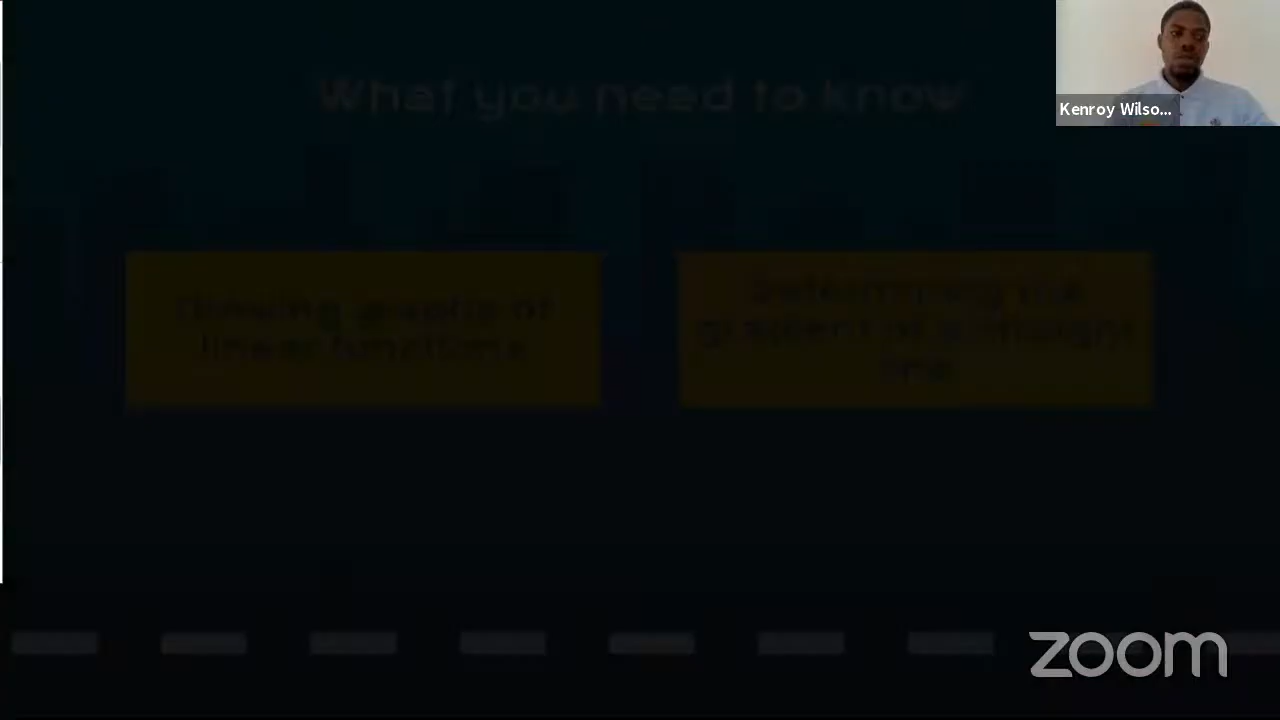 What you need to know
Kenroy Wilso...
Drawing graphs of
linear functions
Determining the
gradient of a straight
line
zoom